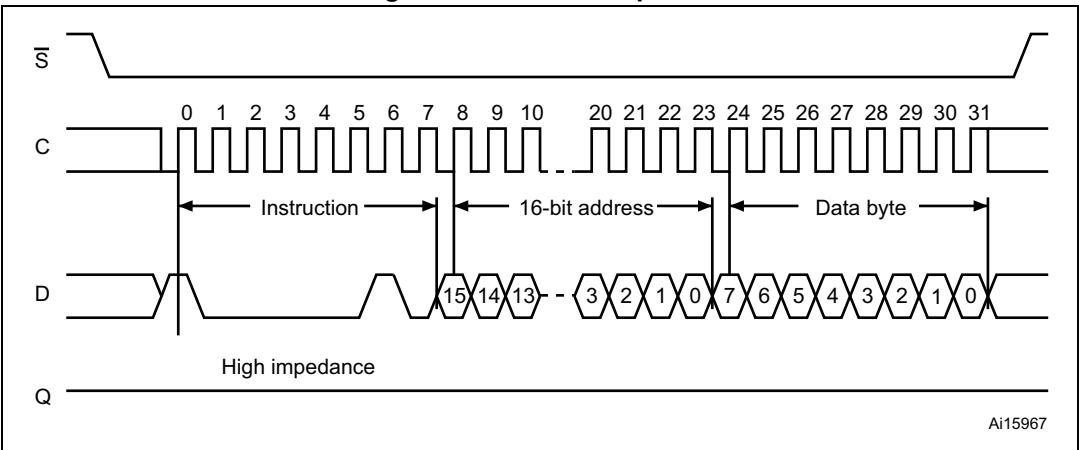 S̅
0 1 2 3 4 5 6 7 8 9 10 20 21 22 23 24 25 26 27 28 29 30 31
C
Instruction 16-bit address Data byte
D 15 14 13 3 2 1 0 7 6 5 4 3 2 1 0
High impedance
Q
Ai15967